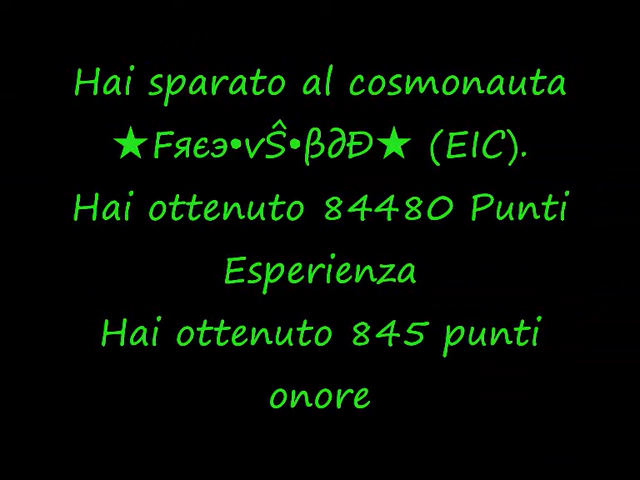 Hai sparato al cosmonauta
★Fяєэ•vŜ•β∂Đ★ (EIC).
Hai ottenuto 84480 Punti
Esperienza
Hai ottenuto 845 punti
onore